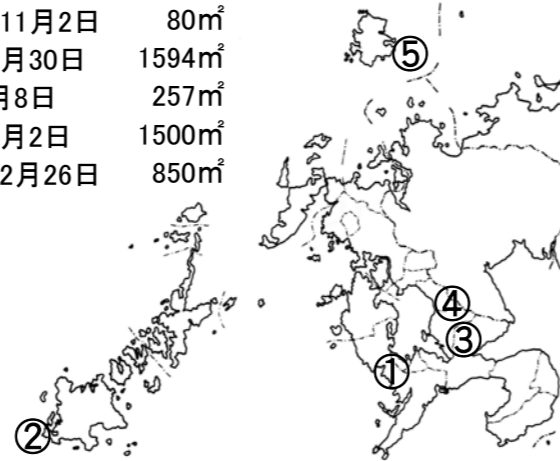 11月2日 80㎡
月30日 1594㎡
月8日 257㎡
月2日 1500㎡
2月26日 850㎡
⑤
④
③
①
②